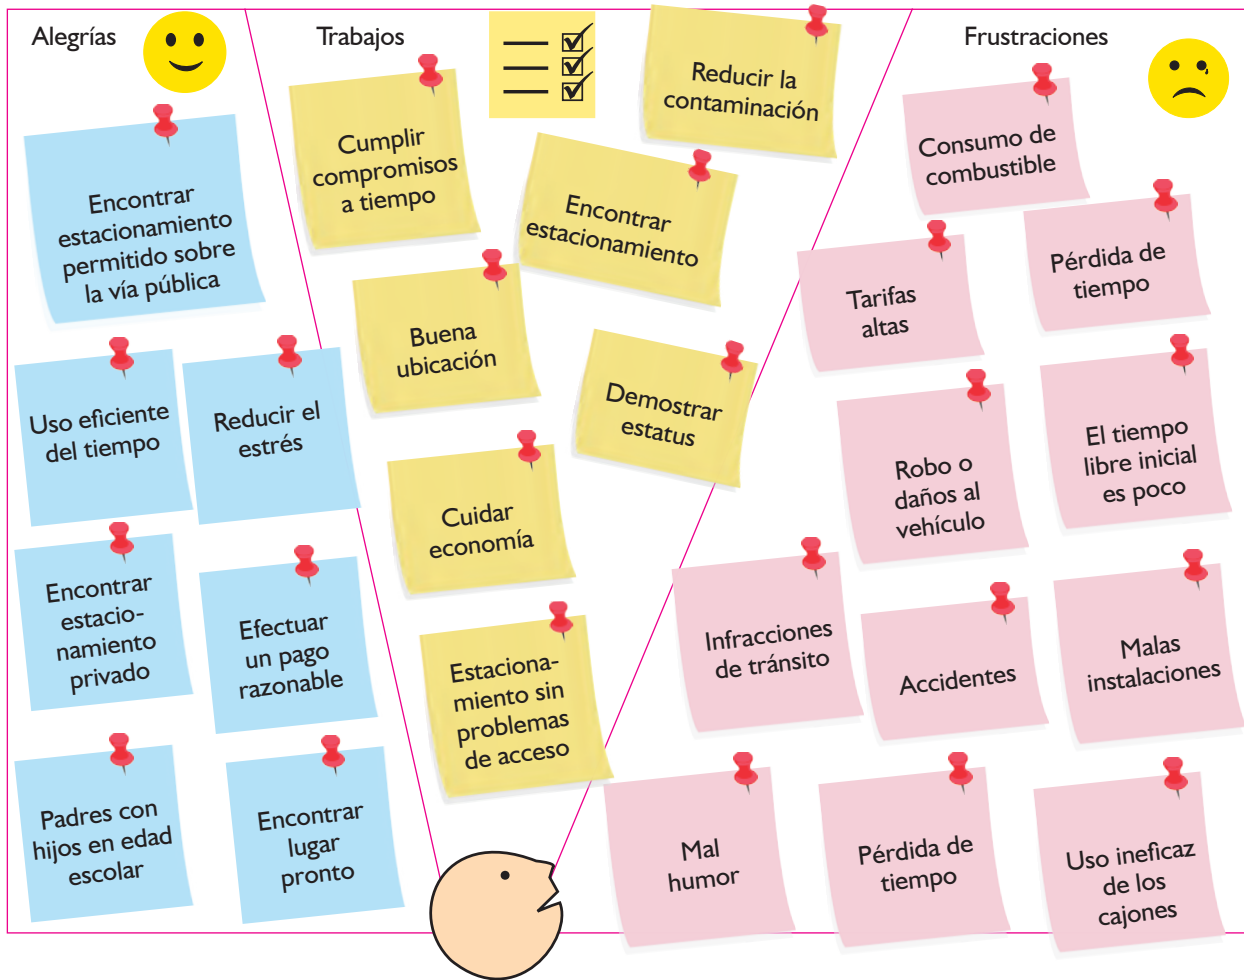 Alegrías
Encontrar
estacionamiento
permitido sobre
la vía pública
Uso eficiente
del tiempo
Reducir el
estrés
Encontrar
estacio-
namiento
privado
Efectuar
un pago
razonable
Padres con
hijos en edad
escolar
Encontrar
lugar
pronto
Trabajos
Reducir la
contaminación
Cumplir
compromisos
a tiempo
Encontrar
estacionamiento
Buena
ubicación
Demostrar
estatus
Cuidar
economía
Estaciona-
miento sin
problemas
de acceso
Frustraciones
Consumo de
combustible
Pérdida de
tiempo
Tarifas
altas
El tiempo
libre inicial
es poco
Robo o
daños al
vehículo
Infracciones
de tránsito
Accidentes
Malas
instalaciones
Mal
humor
Pérdida de
tiempo
Uso ineficaz
de los
cajones